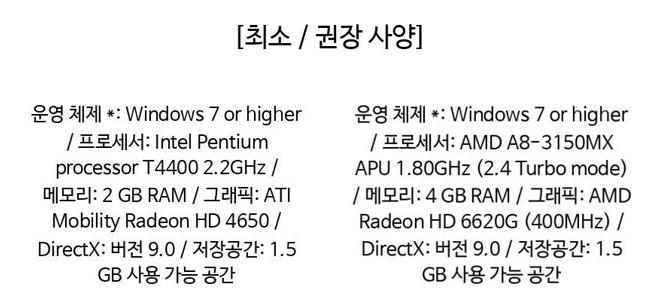 [최소 / 권장 사양]
운영 체제 *: Windows 7 or higher
/ 프로세서: Intel Pentium
processor T4400 2.2GHz /
메모리: 2 GB RAM / 그래픽: ATI
Mobility Radeon HD 4650 /
DirectX: 버전 9.0 / 저장공간: 1.5
GB 사용 가능 공간
운영 체제 *: Windows 7 or higher
/ 프로세서: AMD A8-3150MX
APU 1.80GHz (2.4 Turbo mode)
/ 메모리: 4 GB RAM / 그래픽: AMD
Radeon HD 6620G (400MHz) /
DirectX: 버전 9.0 / 저장공간: 1.5
GB 사용 가능 공간